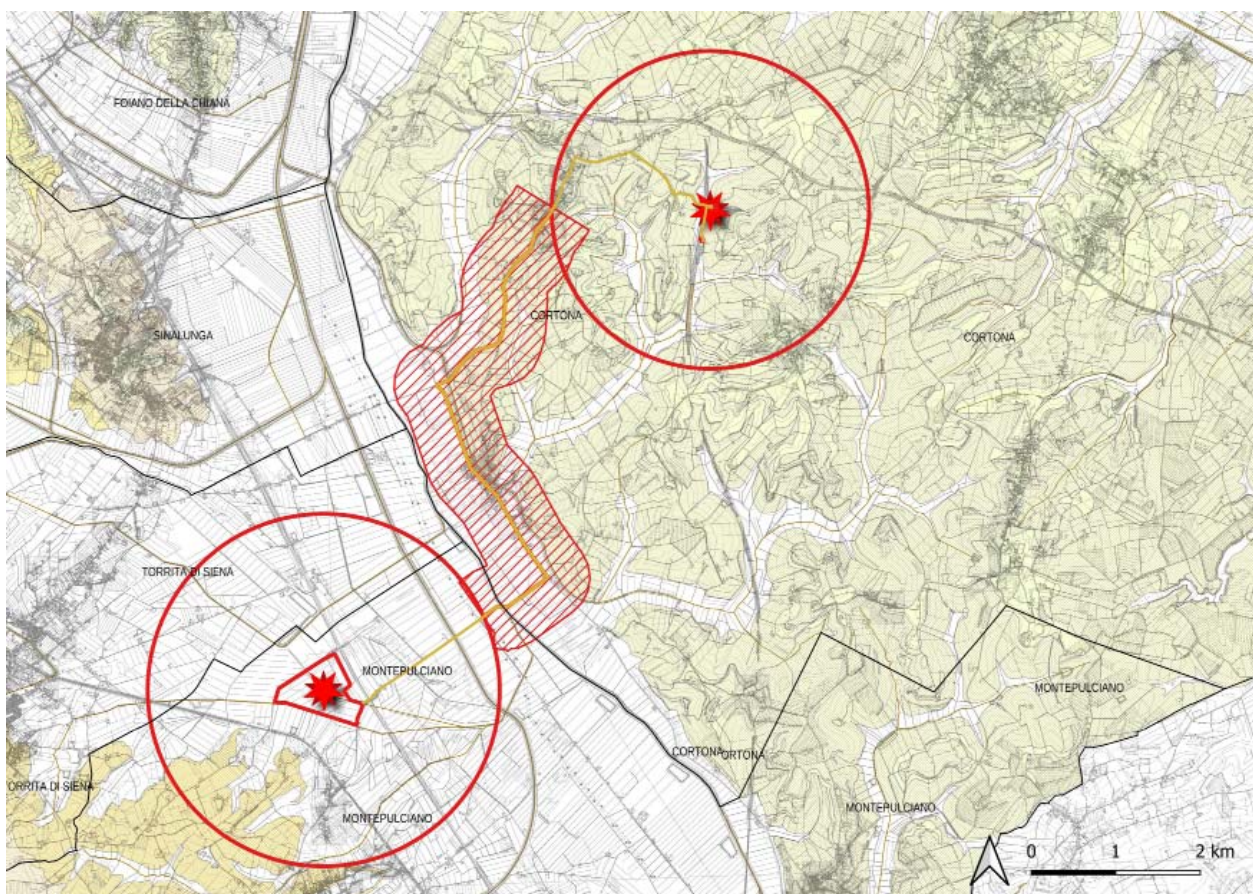 FOIANO DELLA CHIANA
SINALUNGA
CORTONA
CORTONA
TORRITA DI SIENA
MONTEPULCIANO
MONTEPULCIANO
CORTONA
ORTONA
ORRITA DI SIENA
MONTEPULCIANO
MONTEPULCIANO
0 1 2 km